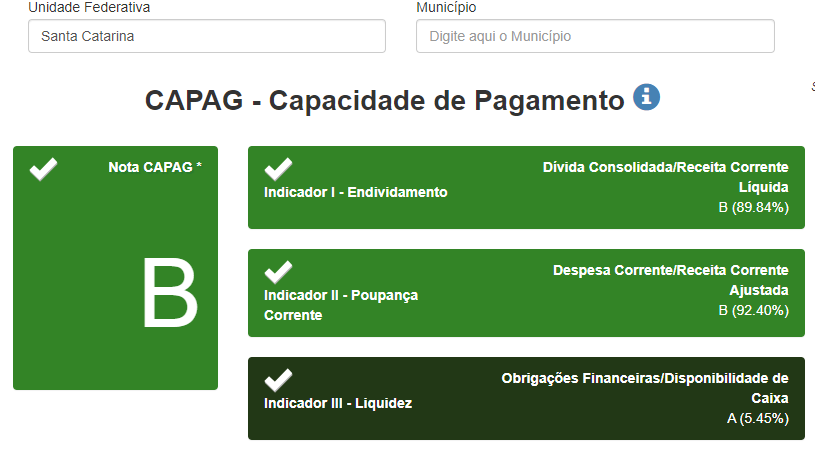 Unidade Federativa
Município
Santa Catarina
Digite aqui o Município
CAPAG - Capacidade de Pagamento
Nota CAPAG *
B
Indicador I - Endividamento
Dívida Consolidada/Receita Corrente
Líquida
B (89.84%)
Indicador II - Poupança
Corrente
Despesa Corrente/Receita Corrente
Ajustada
B (92.40%)
Indicador III - Liquidez
Obrigações Financeiras/Disponibilidade de
Caixa
A (5.45%)